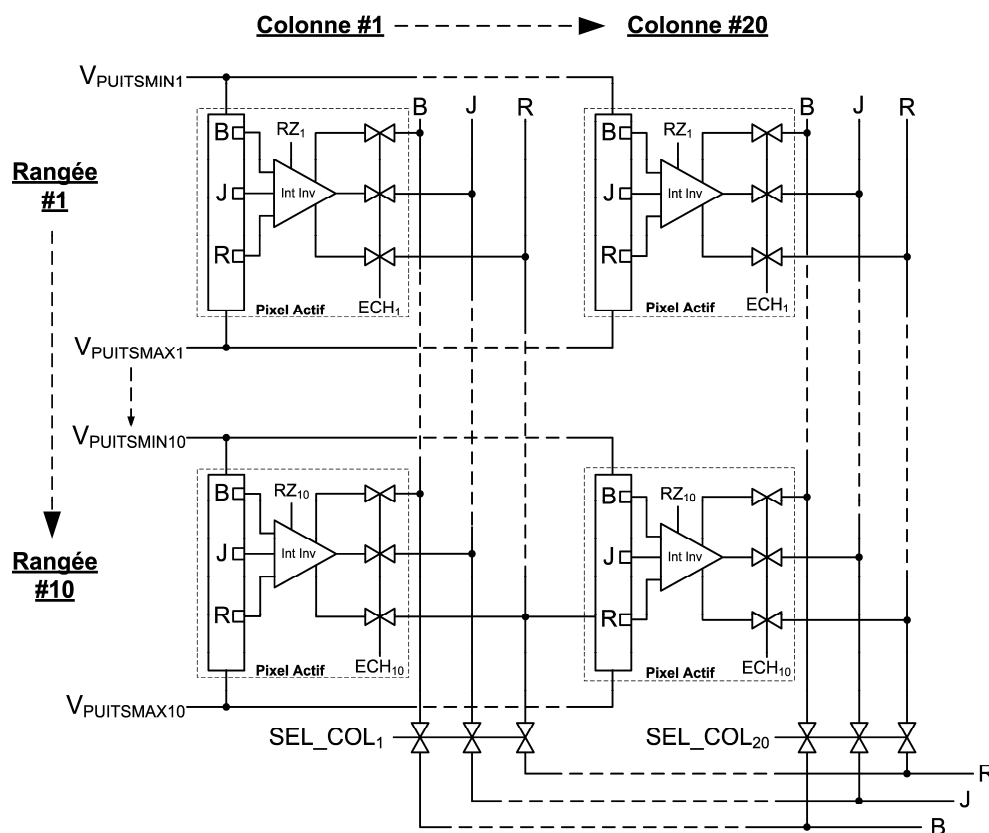 Colonne #1 Colonne #20
VPUITSMIN1
B J R B J R
B RZ1 B RZ1
Rangée
#1
J Int Inv J Int Inv
R R
Pixel Actif ECH1 Pixel Actif ECH1
VPUITSMAX1
VPUITSMIN10
B RZ10 B RZ10
Rangée
#10
J Int Inv J Int Inv
R R
Pixel Actif ECH10 Pixel Actif ECH10
VPUITSMAX10
SEL_COL1 SEL_COL20
R
J
B